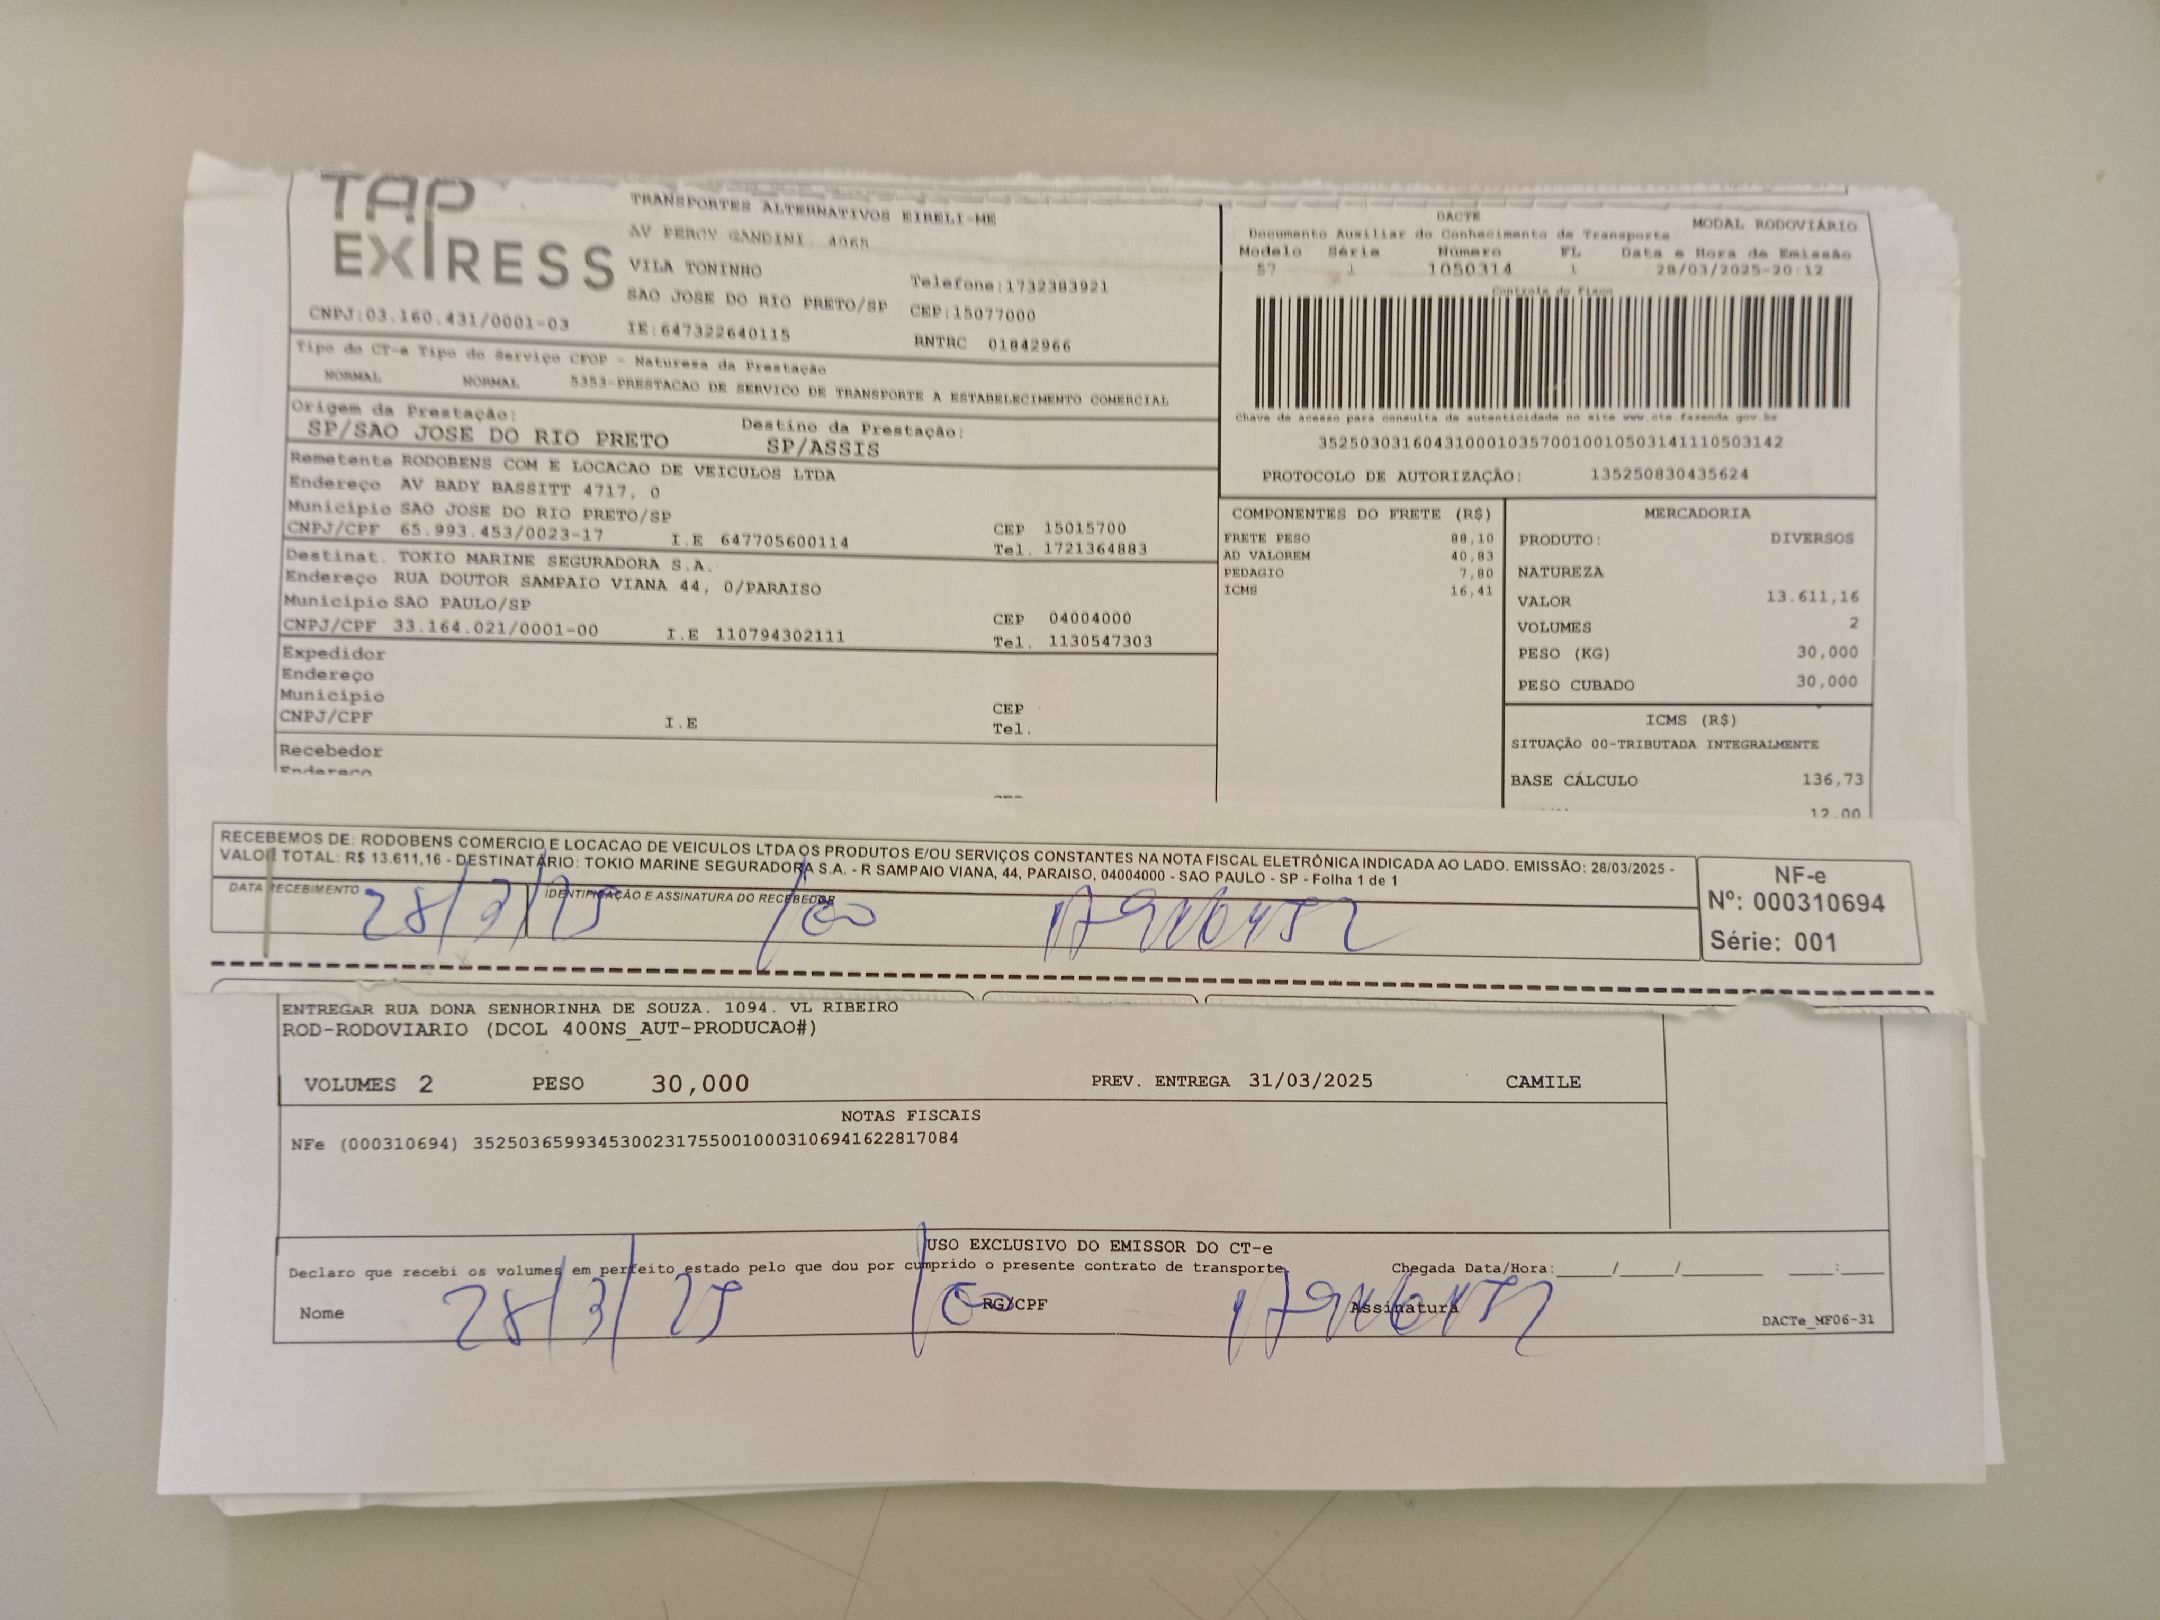 TAP
EXPRESS
TRANSPORTES ALTERNATIVOS EIRELI-ME
AV PERCY GANDINI, 4065
VILA TONINHO
SAO JOSE DO RIO PRETO/SP
IE:647322640115
Telefone:1732383921
CEP:15077000
RNTRC 01842966
CNPJ:03.160.431/0001-03
DACTE MODAL RODOVIÁRIO
Documento Auxiliar do Conhecimento de Transporte
Modelo Série Número FL Data e Hora de Emissão
57 1 1050314 1 28/03/2025-20:12
Controle do Fisco
Chave de acesso para consulta de autenticidade no site www.cte.fazenda.gov.br
35250303160431000103570010010503141110503142
PROTOCOLO DE AUTORIZAÇÃO: 135250830435624
Tipo do CT-e Tipo do Serviço CFOP - Natureza da Prestação
NORMAL NORMAL 5353-PRESTACAO DE SERVICO DE TRANSPORTE A ESTABELECIMENTO COMERCIAL
Origem da Prestação: Destino da Prestação:
SP/SAO JOSE DO RIO PRETO SP/ASSIS
Remetente RODOBENS COM E LOCACAO DE VEICULOS LTDA
Endereço AV BADY BASSITT 4717, 0
Município SAO JOSE DO RIO PRETO/SP CEP 15015700
CNPJ/CPF 65.993.453/0023-17 I.E 647705600114 Tel. 1721364883
Destinat. TOKIO MARINE SEGURADORA S.A.
Endereço RUA DOUTOR SAMPAIO VIANA 44, 0/PARAISO
Município SAO PAULO/SP CEP 04004000
CNPJ/CPF 33.164.021/0001-00 I.E 110794302111 Tel. 1130547303
Expedidor
Endereço
Município CEP
CNPJ/CPF I.E Tel.
Recebedor
Endereço
COMPONENTES DO FRETE (R$)
FRETE PESO 88,10
AD VALOREM 40,83
PEDAGIO 7,80
ICMS 16,41
MERCADORIA
PRODUTO: DIVERSOS
NATUREZA
VALOR 13.611,16
VOLUMES 2
PESO (KG) 30,000
PESO CUBADO 30,000
ICMS (R$)
SITUAÇÃO 00-TRIBUTADA INTEGRALMENTE
BASE CÁLCULO 136,73
12,00
RECEBEMOS DE: RODOBENS COMERCIO E LOCACAO DE VEICULOS LTDA OS PRODUTOS E/OU SERVIÇOS CONSTANTES NA NOTA FISCAL ELETRÔNICA INDICADA AO LADO. EMISSÃO: 28/03/2025 -
VALOR TOTAL: R$ 13.611,16 - DESTINATÁRIO: TOKIO MARINE SEGURADORA S.A. - R SAMPAIO VIANA, 44, PARAISO, 04004000 - SAO PAULO - SP - Folha 1 de 1
DATA RECEBIMENTO IDENTIFICAÇÃO E ASSINATURA DO RECEBEDOR
28/3/25
NF-e
Nº: 000310694
Série: 001
ENTREGAR RUA DONA SENHORINHA DE SOUZA. 1094. VL RIBEIRO
ROD-RODOVIARIO (DCOL 400NS_AUT-PRODUCAO#)
VOLUMES 2 PESO 30,000 PREV. ENTREGA 31/03/2025 CAMILE
NOTAS FISCAIS
NFe (000310694) 35250365993453002317550010003106941622817084
USO EXCLUSIVO DO EMISSOR DO CT-e
Declaro que recebi os volumes em perfeito estado pelo que dou por cumprido o presente contrato de transporte. Chegada Data/Hora:_____/_____/________ ____:____
Nome 28/3/25 RG/CPF Assinatura
DACTe_MF06-31